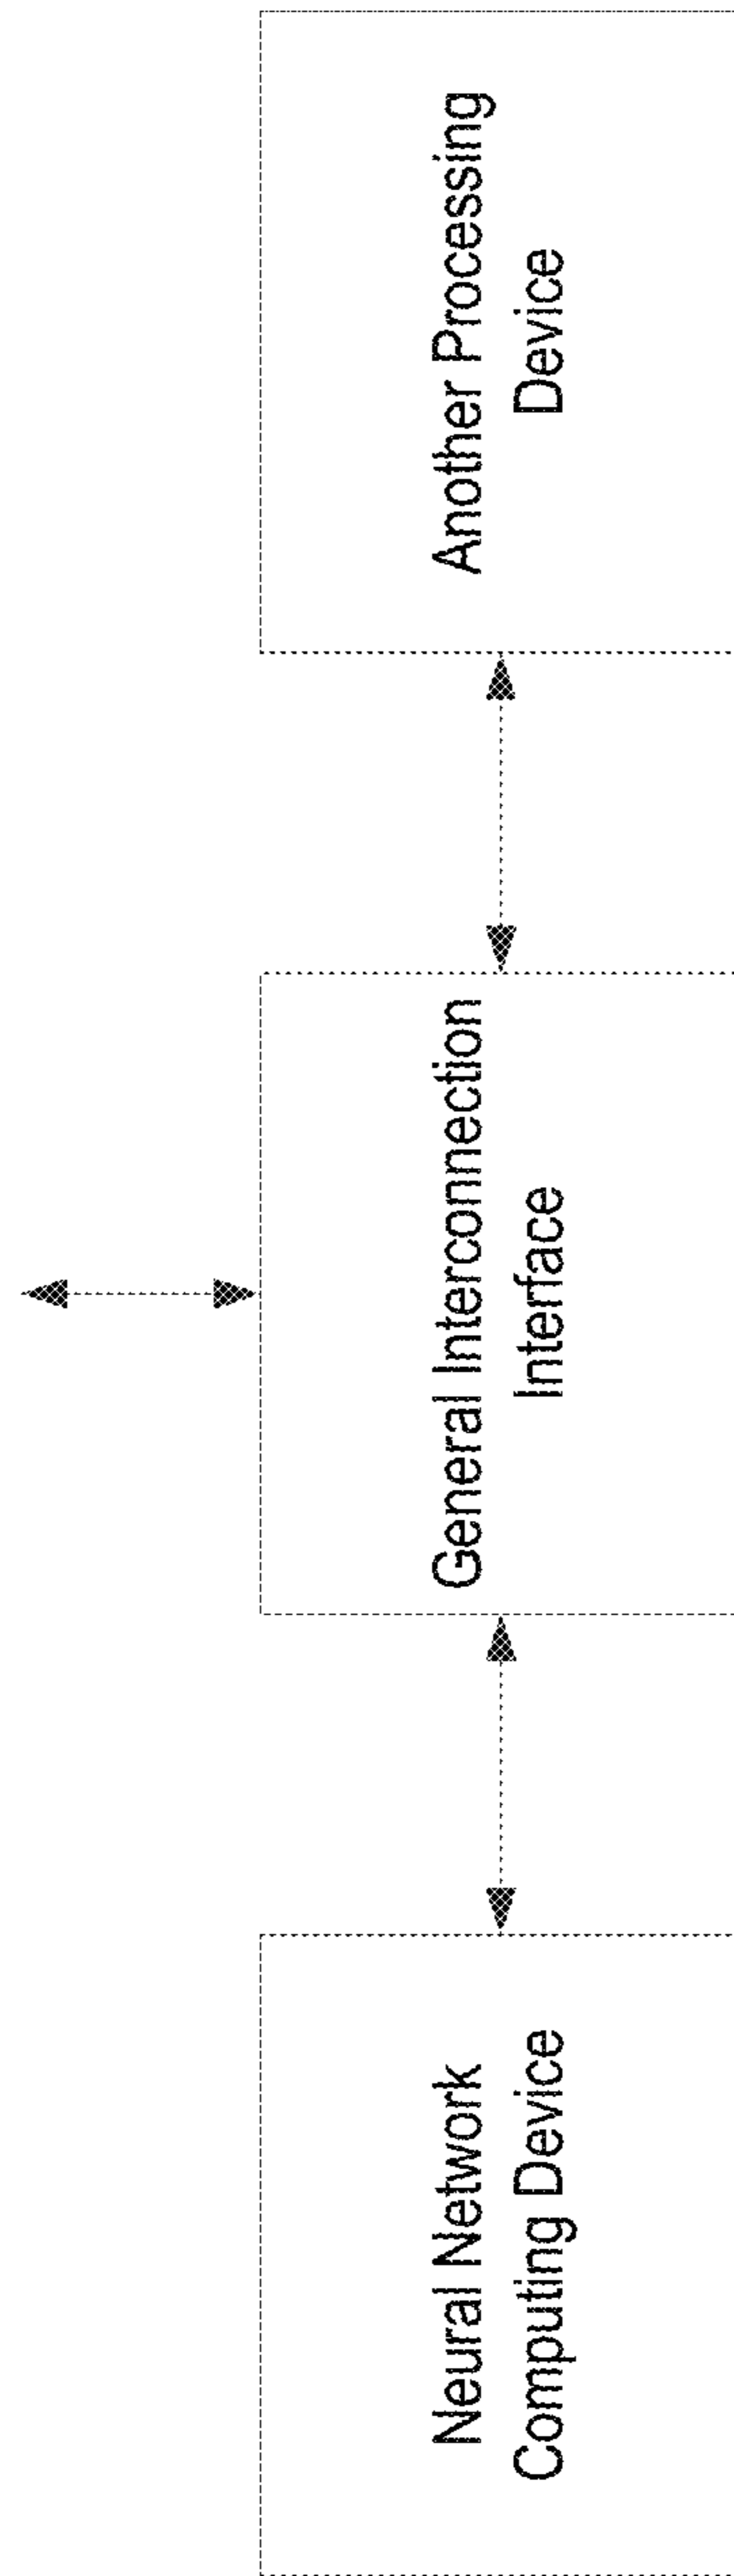 Neural Network
Computing Device
General Interconnection
Interface
Another Processing
Device